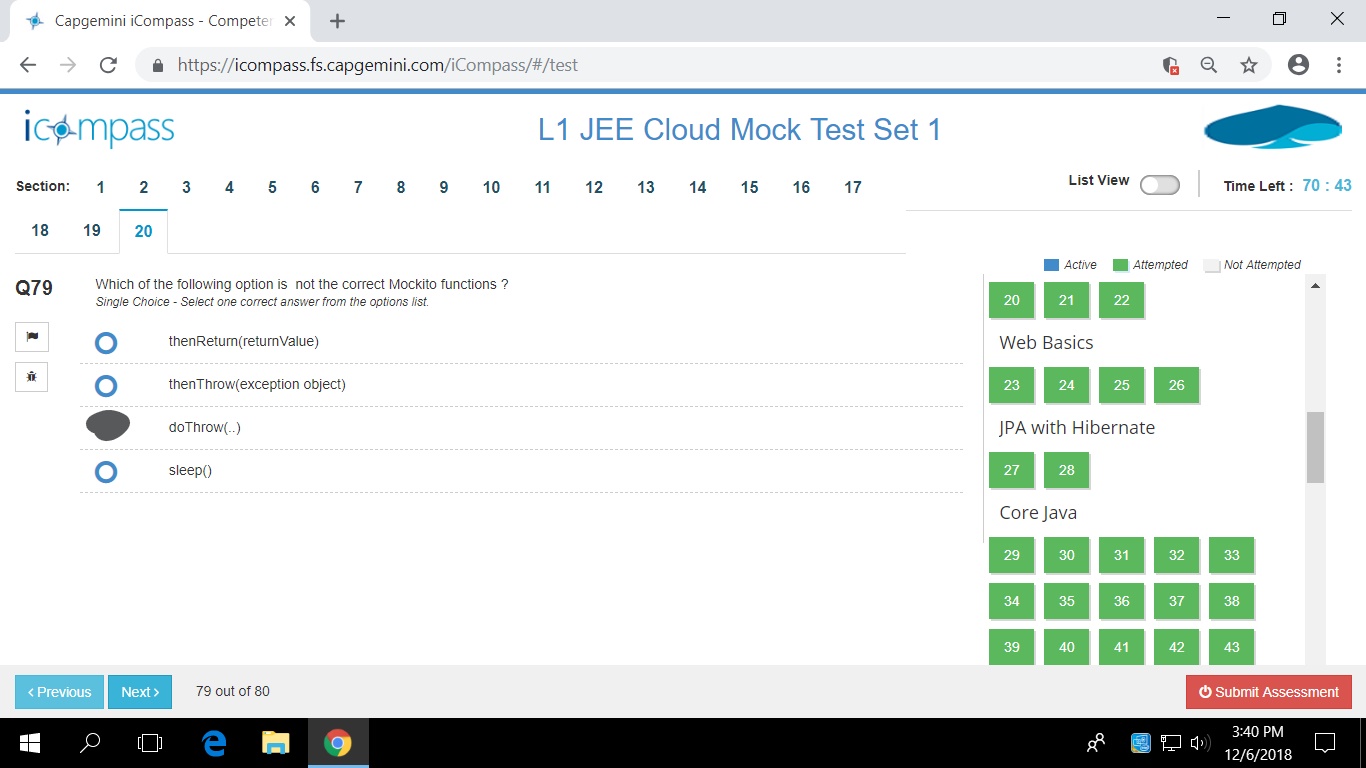 Capgemini iCompass - Competen
https://icompass.fs.capgemini.com/iCompass/#/test
icompass
L1 JEE Cloud Mock Test Set 1
Section: 1 2 3 4 5 6 7 8 9 10 11 12 13 14 15 16 17
List View
Time Left : 70 : 43
18 19 20
Active Attempted Not Attempted
Q79
Which of the following option is  not the correct Mockito functions ?
Single Choice - Select one correct answer from the options list.
thenReturn(returnValue)
thenThrow(exception object)
doThrow(..)
sleep()
20 21 22
Web Basics
23 24 25 26
JPA with Hibernate
27 28
Core Java
29 30 31 32 33
34 35 36 37 38
39 40 41 42 43
‹ Previous
Next ›
79 out of 80
Submit Assessment
3:40 PM
12/6/2018